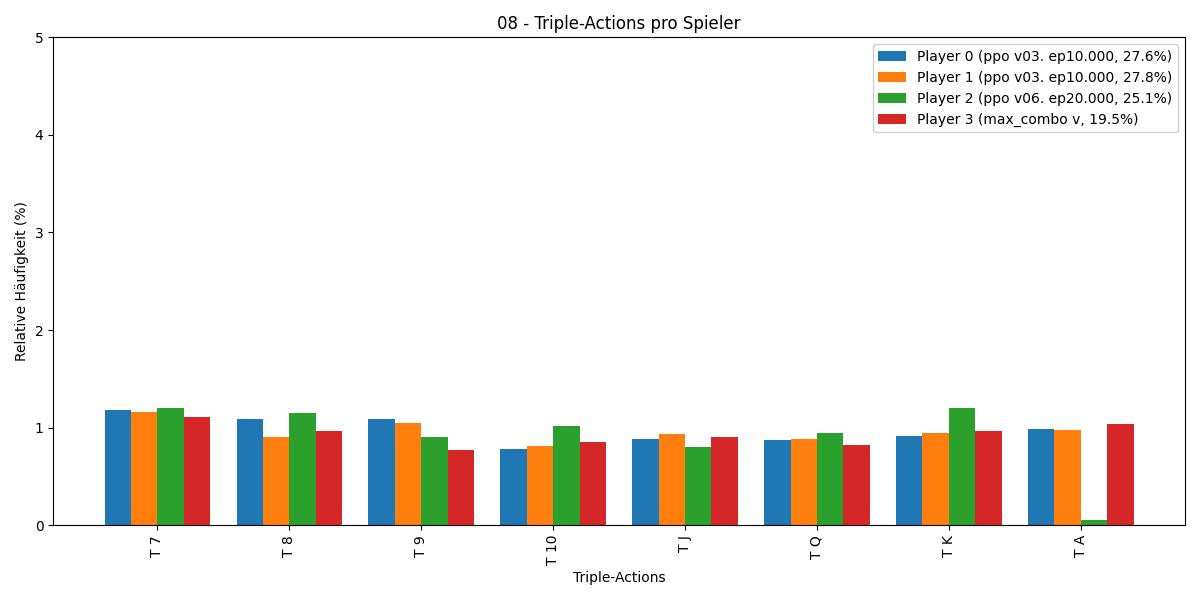 08 - Triple-Actions pro Spieler
Player 0 (ppo v03. ep10.000, 27.6%)
Player 1 (ppo v03. ep10.000, 27.8%)
Player 2 (ppo v06. ep20.000, 25.1%)
Player 3 (max_combo v, 19.5%)
Relative Häufigkeit (%)
5
4
3
2
1
0
T 7
T 8
T 9
T 10
T J
T Q
T K
T A
Triple-Actions